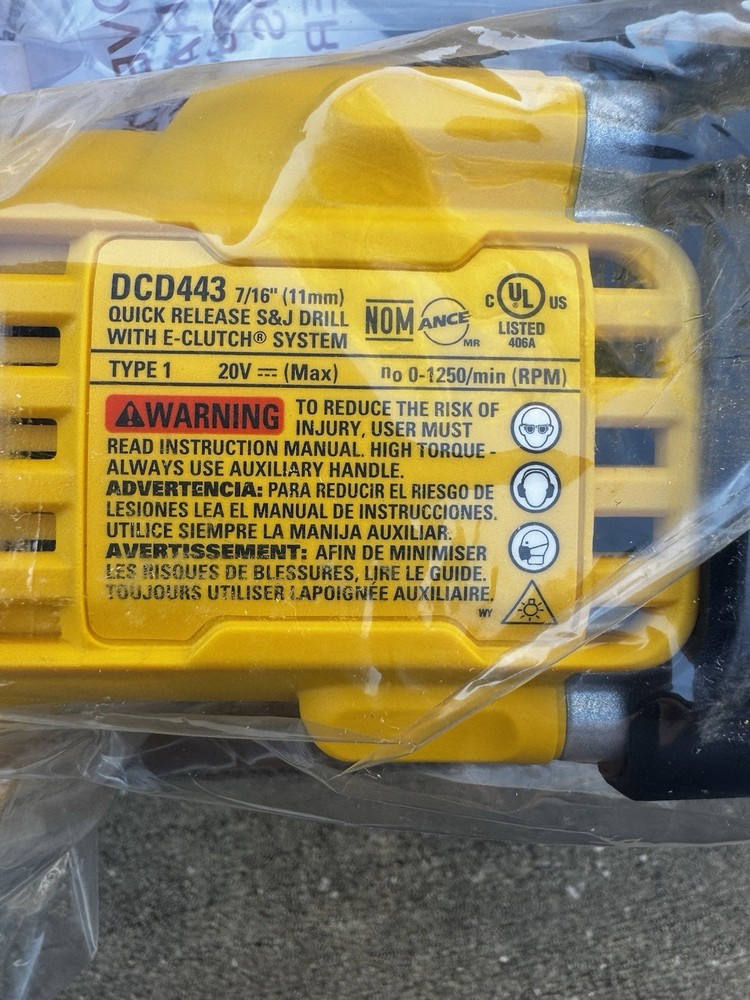 DCD443 7/16" (11mm)
QUICK RELEASE S&J DRILL
WITH E-CLUTCH® SYSTEM
NOM
ANCE
MR
C UL US
LISTED
406A
TYPE 1 20V ⎓ (Max) no 0-1250/min (RPM)
⚠WARNING TO REDUCE THE RISK OF
INJURY, USER MUST
READ INSTRUCTION MANUAL. HIGH TORQUE -
ALWAYS USE AUXILIARY HANDLE.
ADVERTENCIA: PARA REDUCIR EL RIESGO DE
LESIONES LEA EL MANUAL DE INSTRUCCIONES.
UTILICE SIEMPRE LA MANIJA AUXILIAR.
AVERTISSEMENT: AFIN DE MINIMISER
LES RISQUES DE BLESSURES, LIRE LE GUIDE.
TOUJOURS UTILISER LAPOIGNÉE AUXILIAIRE.
WY